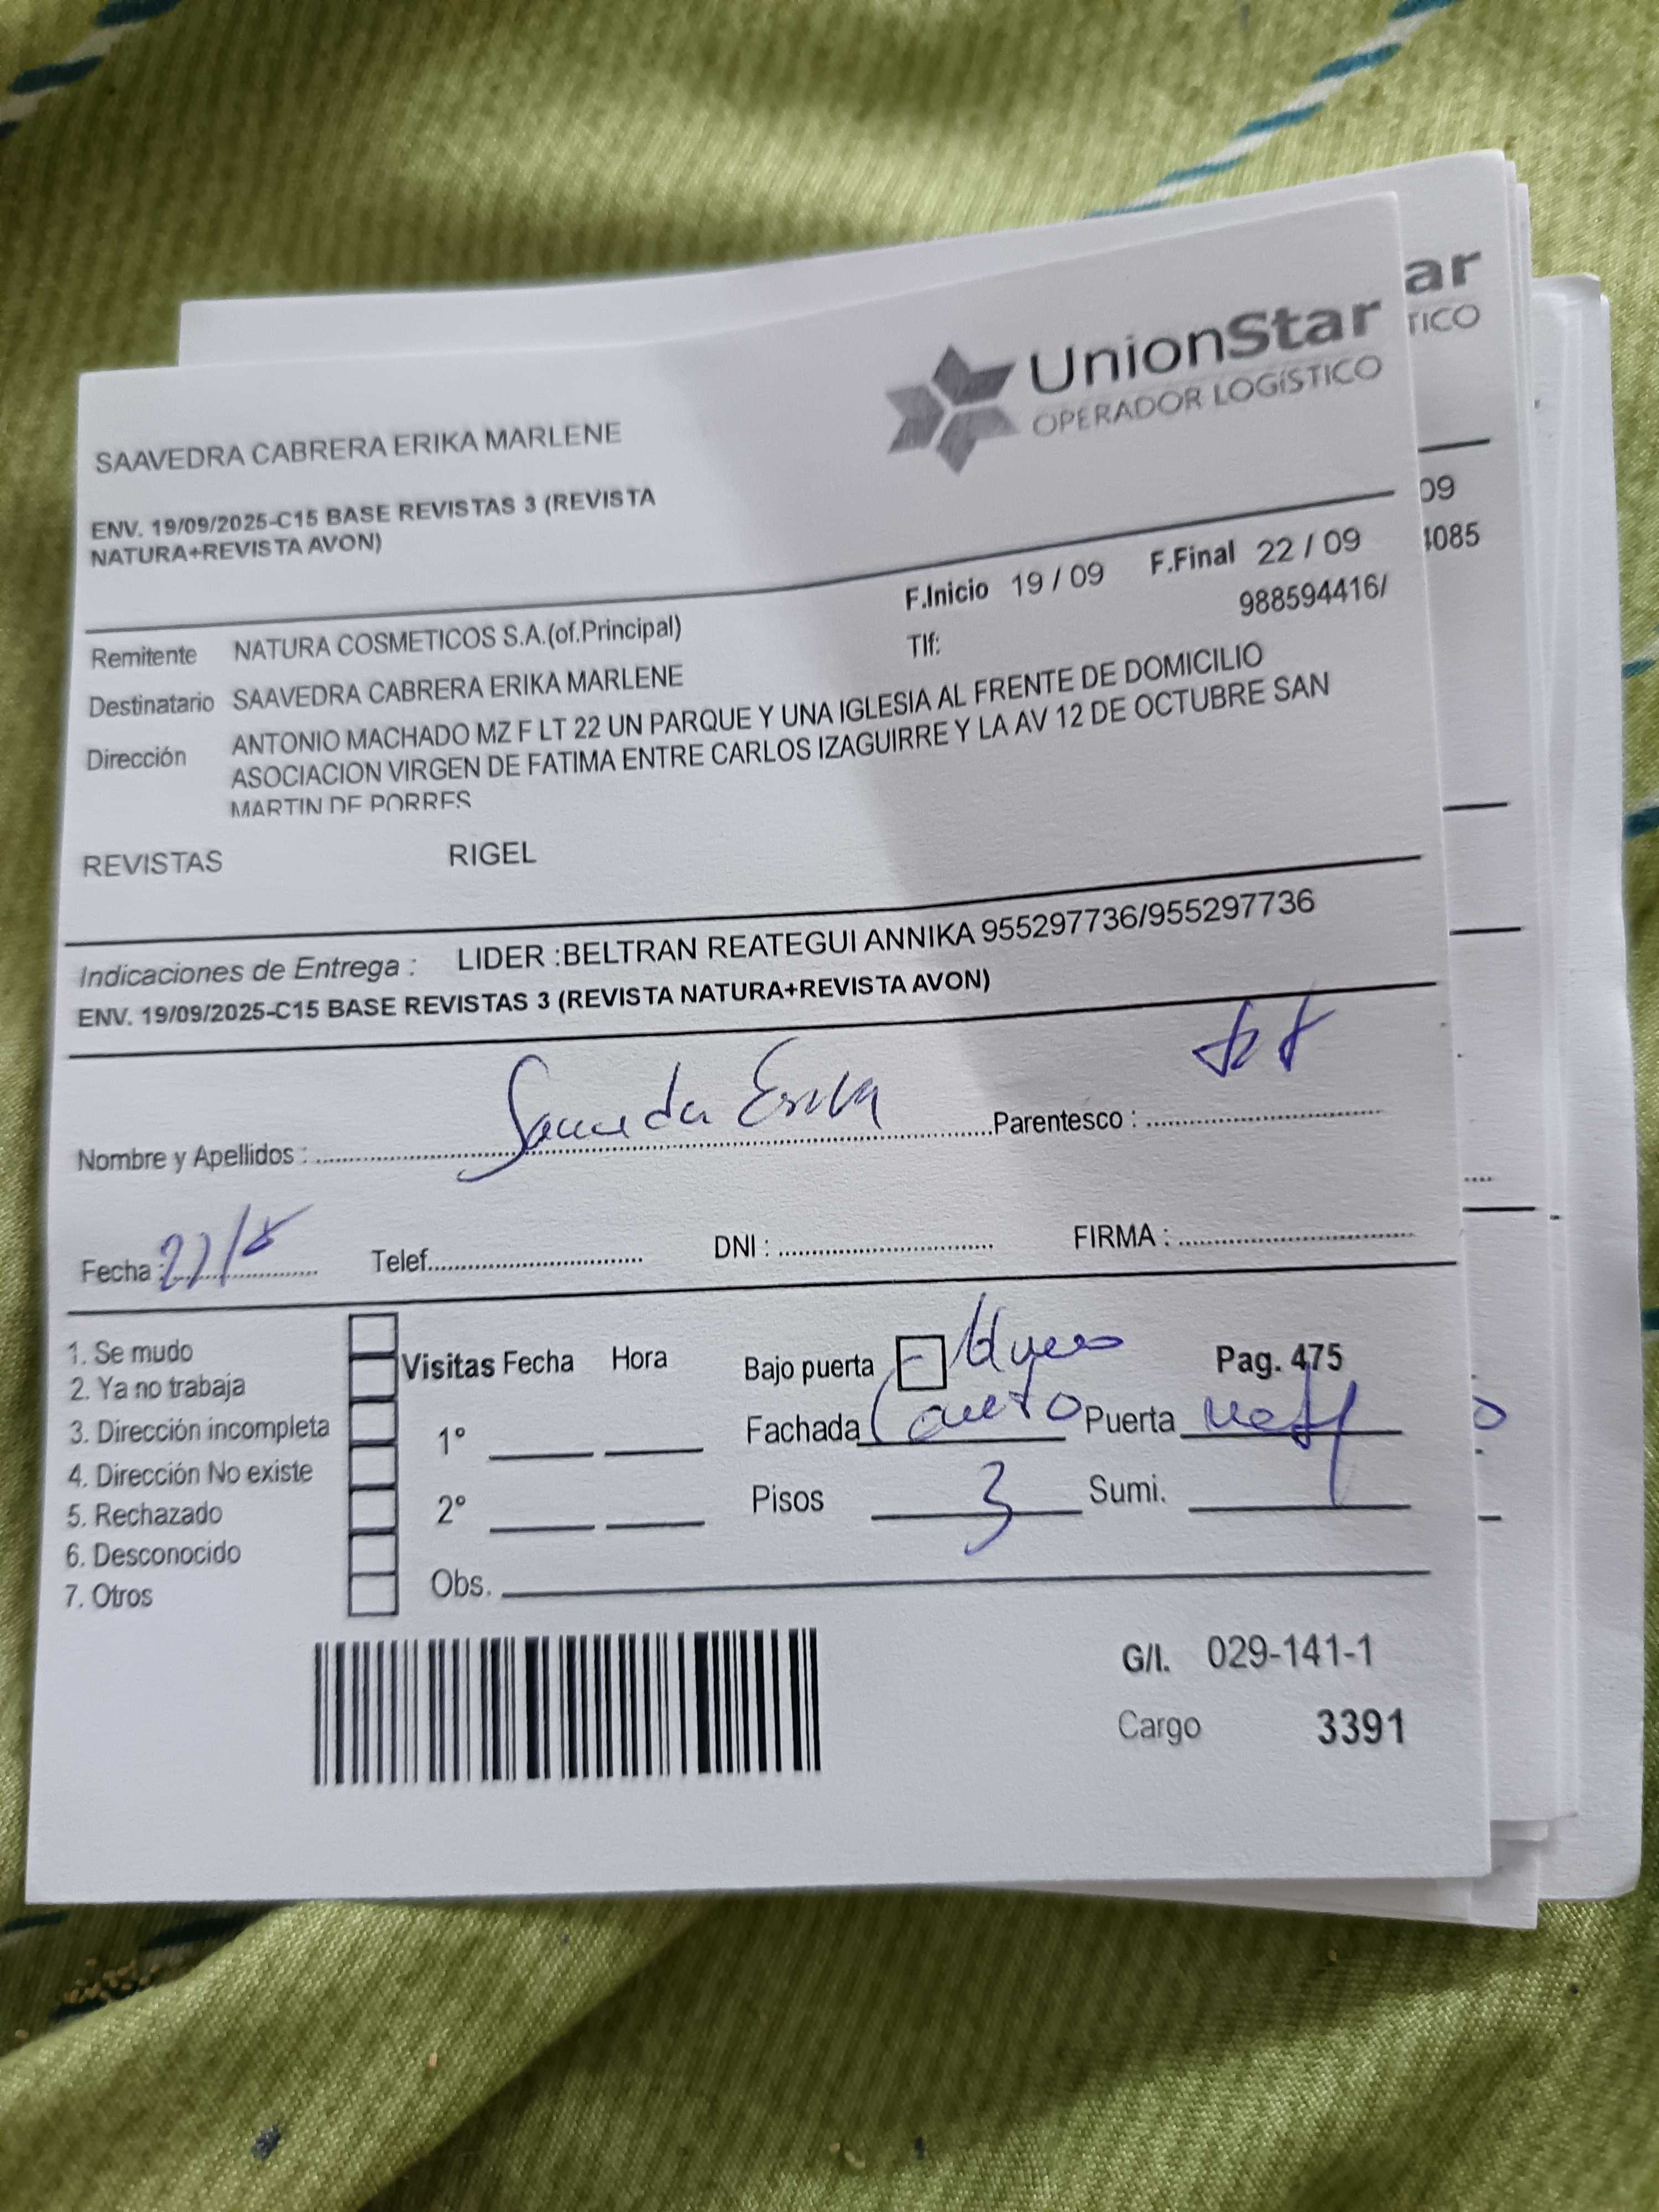 ar
TICO
09
4085
UnionStar
OPERADOR LOGÍSTICO
SAAVEDRA CABRERA ERIKA MARLENE
ENV. 19/09/2025-C15 BASE REVISTAS 3 (REVISTA
NATURA+REVISTA AVON)
F.Inicio 19 / 09 F.Final 22 / 09
Remitente NATURA COSMETICOS S.A.(of.Principal) Tlf: 988594416/
Destinatario SAAVEDRA CABRERA ERIKA MARLENE
Dirección ANTONIO MACHADO MZ F LT 22 UN PARQUE Y UNA IGLESIA AL FRENTE DE DOMICILIO
ASOCIACION VIRGEN DE FATIMA ENTRE CARLOS IZAGUIRRE Y LA AV 12 DE OCTUBRE SAN
MARTIN DE PORRES
REVISTAS RIGEL
Indicaciones de Entrega : LIDER :BELTRAN REATEGUI ANNIKA 955297736/955297736
ENV. 19/09/2025-C15 BASE REVISTAS 3 (REVISTA NATURA+REVISTA AVON)
Nombre y Apellidos : Saavedra Erika Parentesco :
Fecha : Telef. DNI : FIRMA :
1. Se mudo
2. Ya no trabaja
3. Dirección incompleta
4. Dirección No existe
5. Rechazado
6. Desconocido
7. Otros
Visitas Fecha Hora
1°
2°
Obs.
Bajo puerta Pag. 475
Fachada Puerta
Pisos 3 Sumi.
G/I. 029-141-1
Cargo 3391